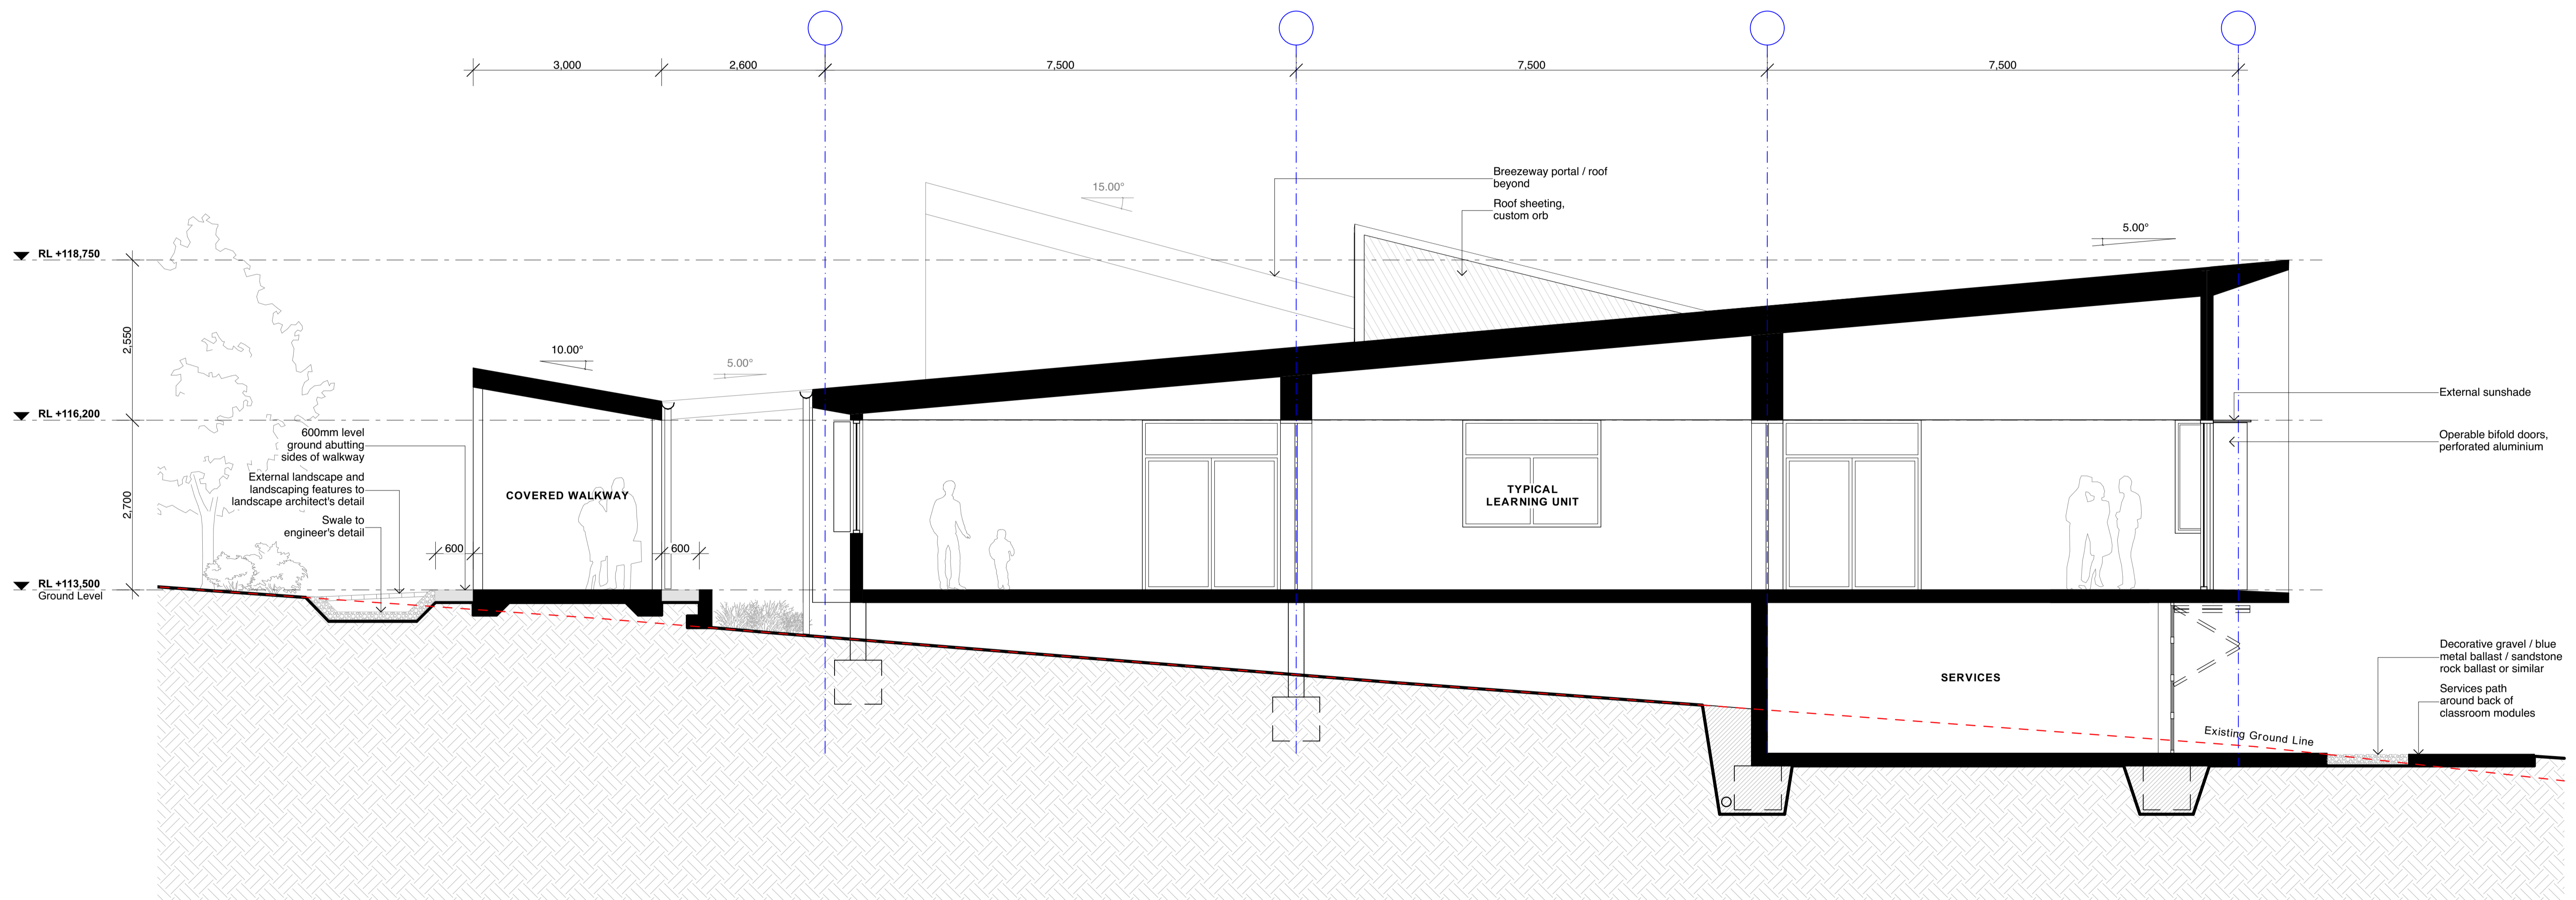 3,000
2,600
7,500
7,500
7,500
Breezeway portal / roof
beyond
15.00°
Roof sheeting,
custom orb
5.00°
RL +118,750
2,550
10.00°
5.00°
External sunshade
RL +116,200
600mm level
ground abutting
sides of walkway
Operable bifold doors,
perforated aluminium
External landscape and
landscaping features to
landscape architect's detail
COVERED WALKWAY
TYPICAL
LEARNING UNIT
2,700
Swale to
engineer's detail
600
600
RL +113,500
Ground Level
Decorative gravel / blue
metal ballast / sandstone
rock ballast or similar
SERVICES
Services path
around back of
classroom modules
Existing Ground Line